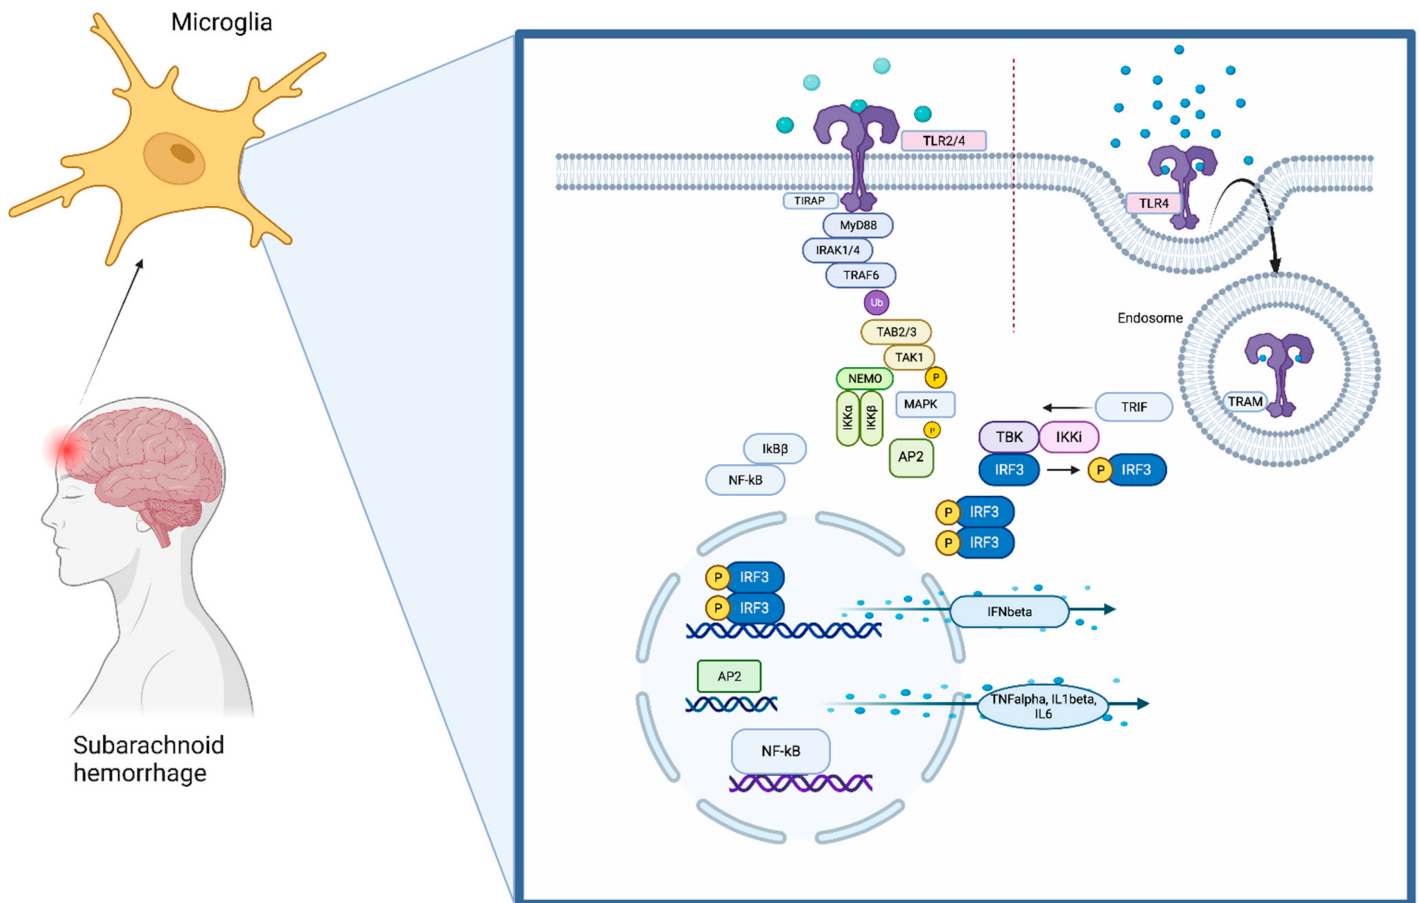 Microglia
Subarachnoid
hemorrhage
TLR2/4
TIRAP
MyD88
IRAK1/4
TRAF6
Ub
TAB2/3
TAK1
NEMO
P
IKKα
IKKβ
MAPK
P
AP2
IkBβ
NF-kB
TLR4
Endosome
TRAM
TRIF
TBK
IKKi
IRF3
P
IRF3
P
IRF3
P
IRF3
P
IRF3
P
IRF3
IFNbeta
AP2
TNFalpha, IL1beta,
IL6
NF-kB